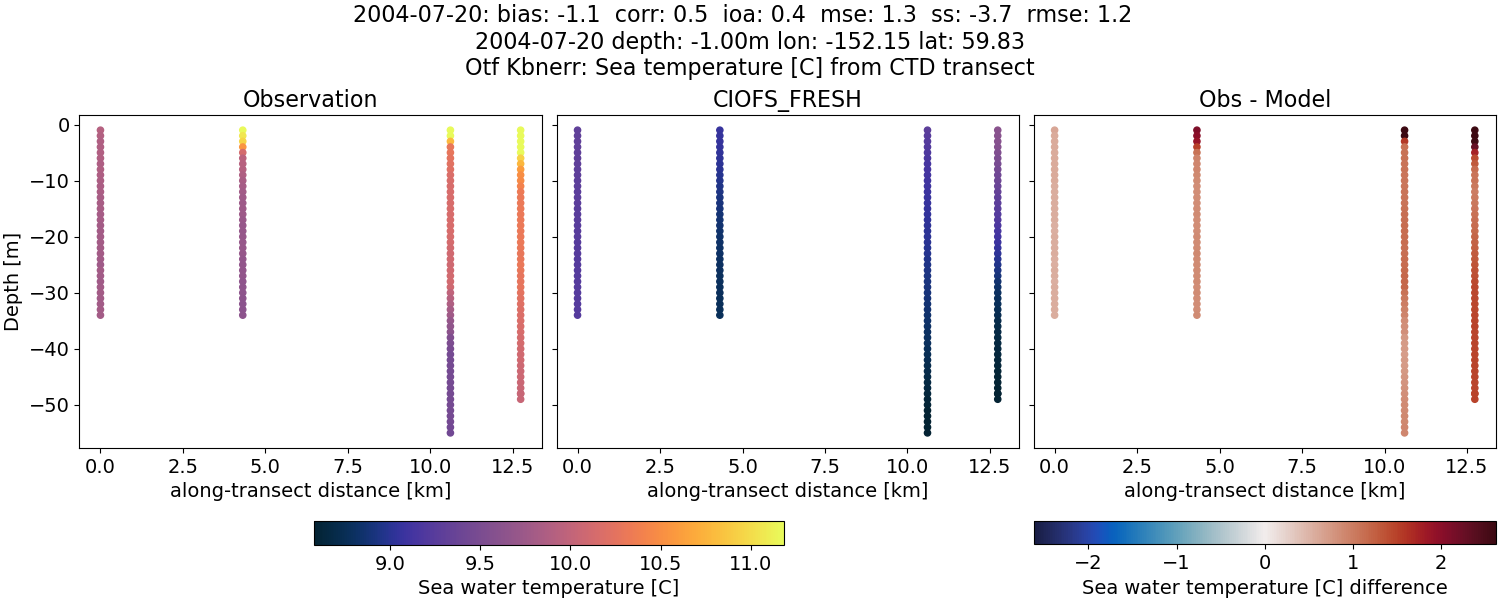 2004-07-20: bias: -1.1  corr: 0.5  ioa: 0.4  mse: 1.3  ss: -3.7  rmse: 1.2
2004-07-20 depth: -1.00m lon: -152.15 lat: 59.83
Otf Kbnerr: Sea temperature [C] from CTD transect
Observation
CIOFS_FRESH
Obs - Model
Depth [m]
0
−10
−20
−30
−40
−50
0.0 2.5 5.0 7.5 10.0 12.5
0.0 2.5 5.0 7.5 10.0 12.5
0.0 2.5 5.0 7.5 10.0 12.5
along-transect distance [km]
along-transect distance [km]
along-transect distance [km]
9.0 9.5 10.0 10.5 11.0
Sea water temperature [C]
−2 −1 0 1 2
Sea water temperature [C] difference